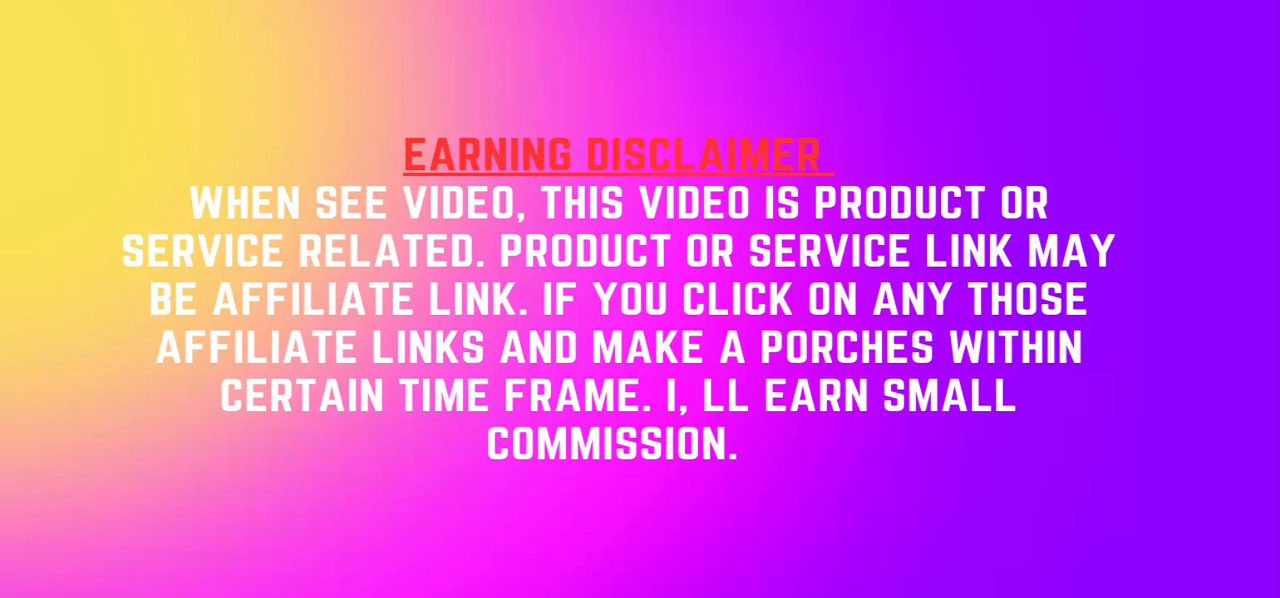 EARNING DISCLAIMER
WHEN SEE VIDEO, THIS VIDEO IS PRODUCT OR
SERVICE RELATED. PRODUCT OR SERVICE LINK MAY
BE AFFILIATE LINK. IF YOU CLICK ON ANY THOSE
AFFILIATE LINKS AND MAKE A PORCHES WITHIN
CERTAIN TIME FRAME. I, LL EARN SMALL
COMMISSION.